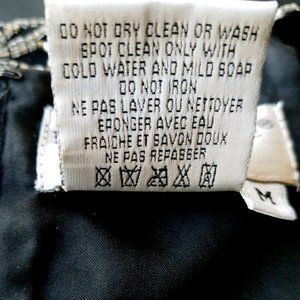 DO NOT DRY CLEAN OR WASH
SPOT CLEAN ONLY WITH
COLD WATER AND MILD SOAP
DO NOT IRON
NE PAS LAVER OU NETTOYER
EPONGER AVEC EAU
FRAICHE ET SAVON DOUX
NE PAS REPASSER
M